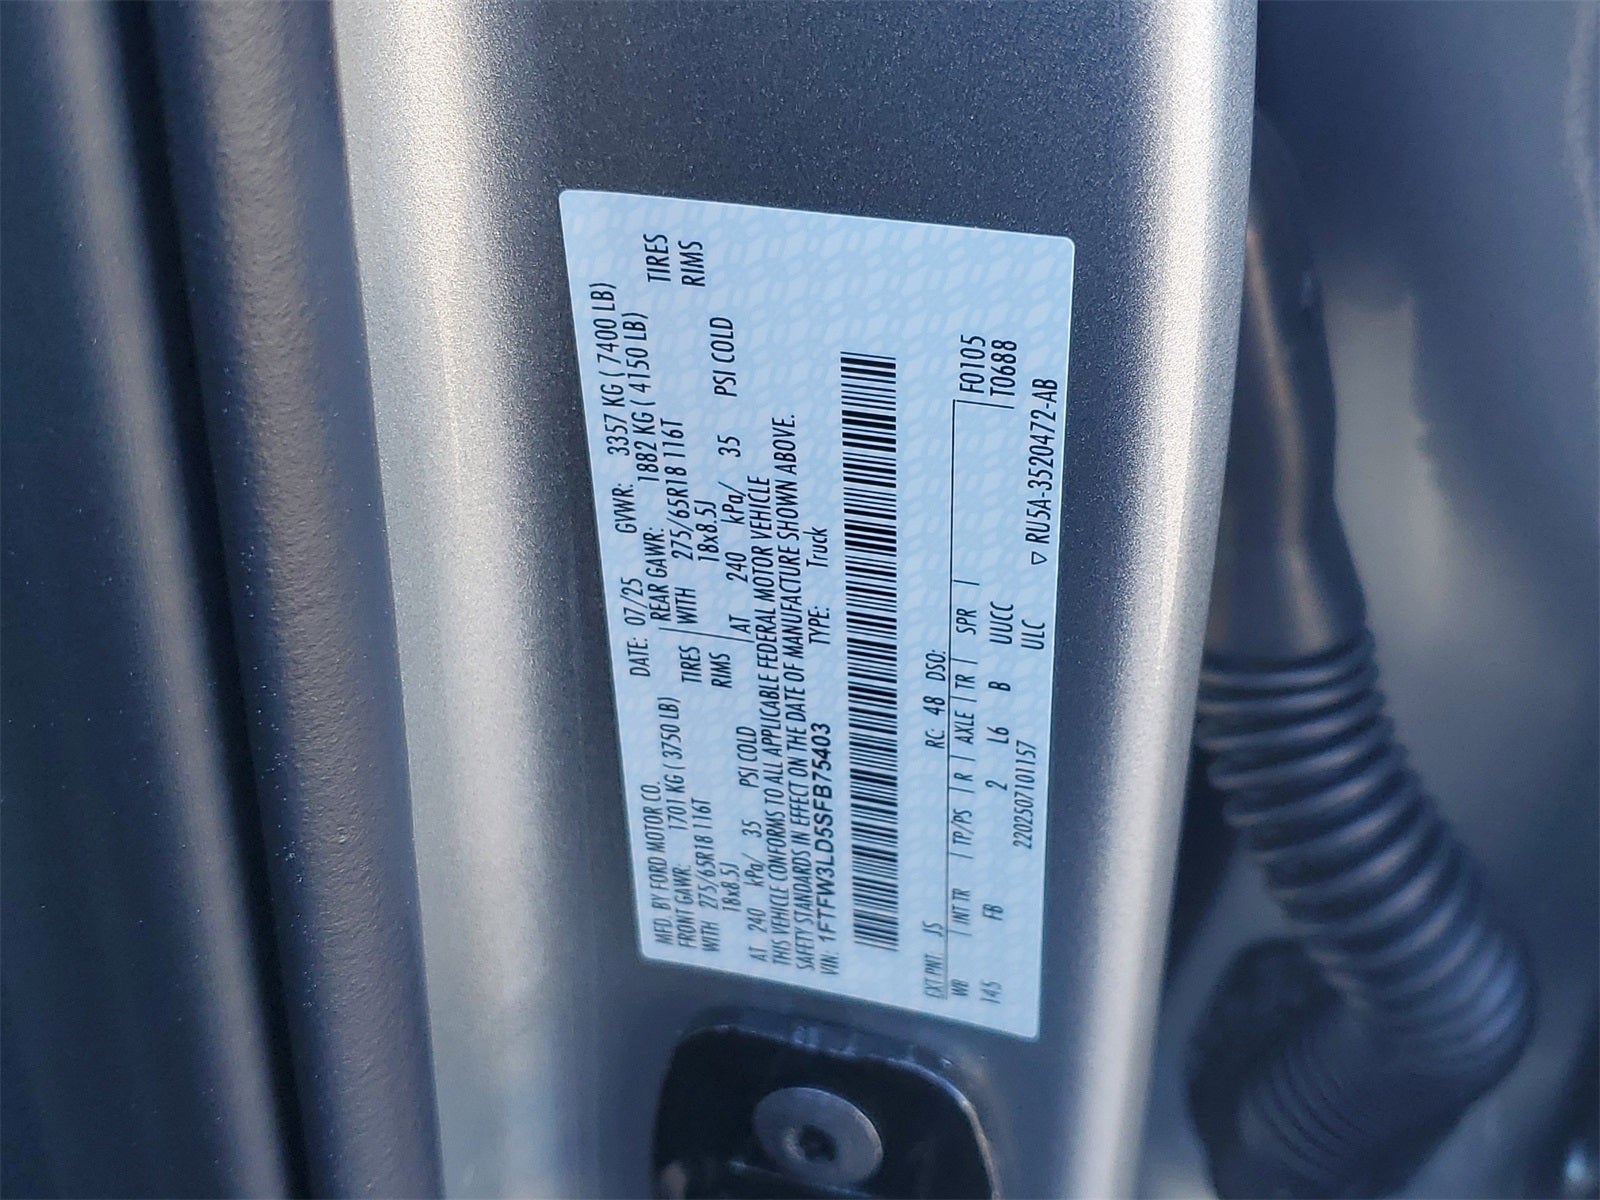 MFD. BY FORD MOTOR CO. DATE: 07/25 GVWR: 3357 KG ( 7400 LB)
FRONT GAWR: 1701 KG ( 3750 LB) REAR GAWR: 1882 KG ( 4150 LB)
WITH 275/65R18 116T TIRES WITH 275/65R18 116T TIRES
18x8.5J RIMS 18x8.5J RIMS
AT 240 kPa/ 35 PSI COLD AT 240 kPa/ 35 PSI COLD
THIS VEHICLE CONFORMS TO ALL APPLICABLE FEDERAL MOTOR VEHICLE
SAFETY STANDARDS IN EFFECT ON THE DATE OF MANUFACTURE SHOWN ABOVE.
VIN: 1FTFW3LD5SFB75403 TYPE: Truck
EXT PNT: JS RC: 48 DSO:
WB | INT TR | TP/PS | R | AXLE | TR | SPR | F0105
145 FB 2 L6 B UUCC T0688
2202507101157 ULC ▽ RU5A-3520472-AB